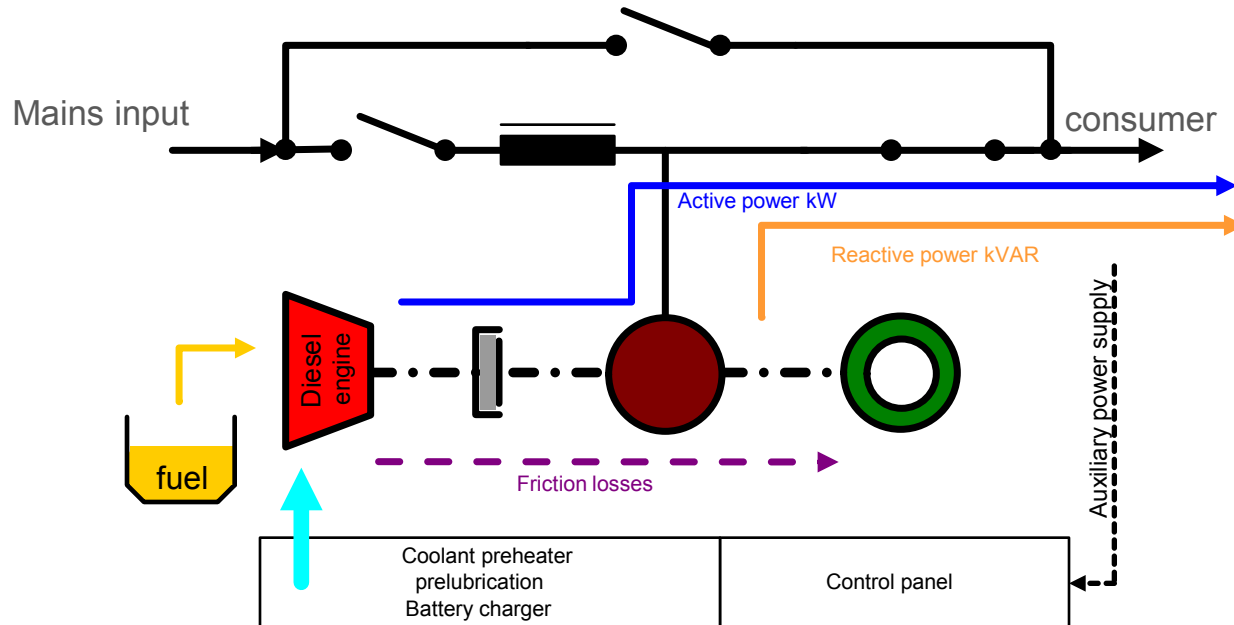 Mains input
consumer
Active power kW
Reactive power kVAR
Auxiliary power supply
Diesel
engine
fuel
Friction losses
Coolant preheater
prelubrication
Battery charger
Control panel